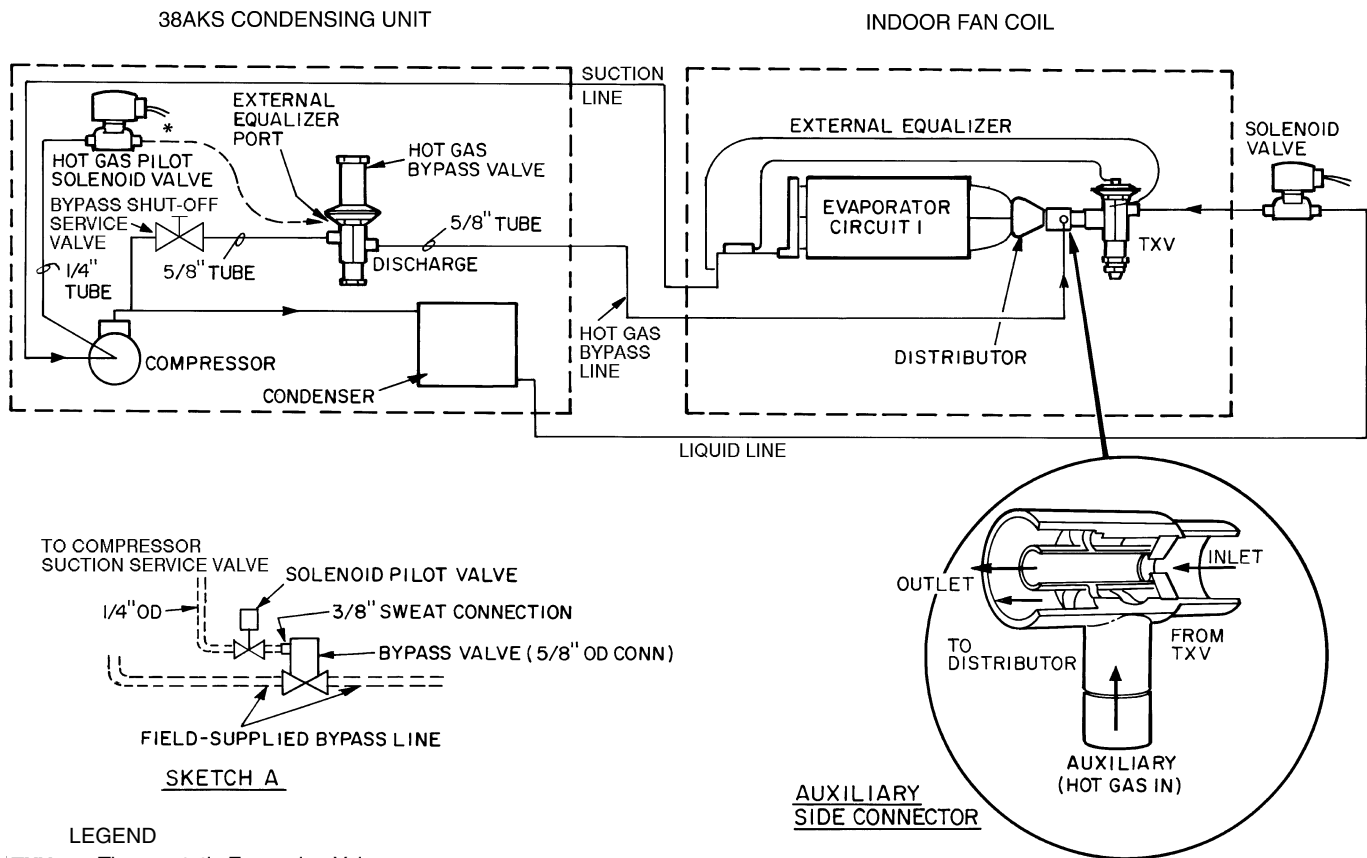 38AKS CONDENSING UNIT
INDOOR FAN COIL
SUCTION
LINE
EXTERNAL
EQUALIZER
PORT
*
HOT GAS PILOT
SOLENOID VALVE
HOT GAS
BYPASS VALVE
BYPASS SHUT-OFF
SERVICE
VALVE
1/4"
TUBE
5/8" TUBE
5/8" TUBE
DISCHARGE
COMPRESSOR
CONDENSER
HOT GAS
BYPASS
LINE
EXTERNAL EQUALIZER
EVAPORATOR
CIRCUIT I
TXV
DISTRIBUTOR
SOLENOID
VALVE
LIQUID LINE
TO COMPRESSOR
SUCTION SERVICE VALVE
1/4" OD
SOLENOID PILOT VALVE
3/8" SWEAT CONNECTION
BYPASS VALVE (5/8" OD CONN)
FIELD-SUPPLIED BYPASS LINE
SKETCH A
OUTLET
INLET
TO
DISTRIBUTOR
FROM
TXV
AUXILIARY
(HOT GAS IN)
AUXILIARY
SIDE CONNECTOR
LEGEND